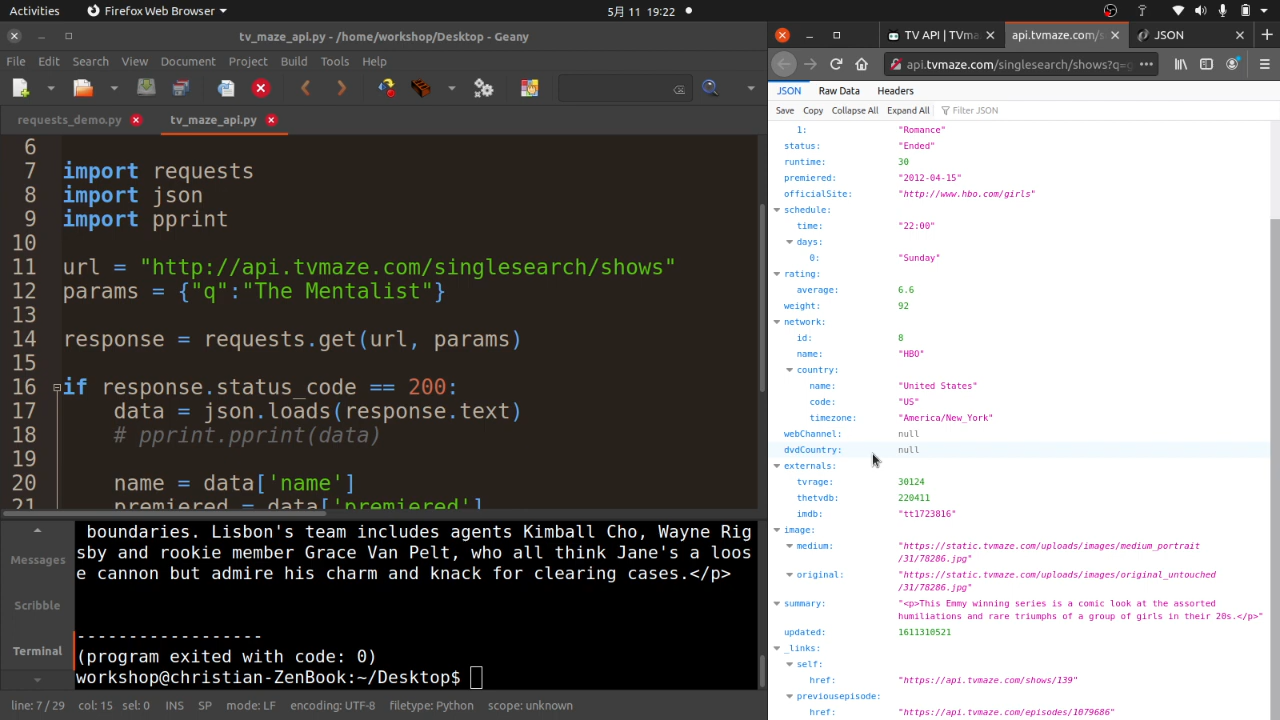 Activities
Firefox Web Browser
5月 11 19:22
tv_maze_apl.py - /home/workshop/Desktop - Geany
File Edit Search View Document Project Build Tools Help
requests_demo.py
tv_maze_apl.py
6
7 import requests
8 import json
9 import pprint
10
11 url = "http://api.tvmaze.com/singlesearch/shows"
12 params = {"q":"The Mentalist"}
13
14 response = requests.get(url, params)
15
16 if response.status_code == 200:
17 data = json.loads(response.text)
18 # pprint.pprint(data)
19
20 name = data['name']
21 premiered = data['premiered']
Messages
Scribble
Terminal
bendaries. Lisbon's team includes agents Kimball Cho, Wayne Rig
sby and rookie member Grace Van Pelt, who all think Jane's a loos
e cannon but admire his charm and knack for clearing cases.</p>
------------------
(program exited with code: 0)
workshop@christian-ZenBook:~/Desktop$
line: 7 / 29 col: 3 sel: 0 SP mode: LF encoding: UTF-8 filetype: Python scope: unknown
TV API | TVma
api.tvmaze.com/s
JSON
api.tvmaze.com/singlesearch/shows?q=g
JSON Raw Data Headers
Save Copy Collapse All Expand All Filter JSON
1: "Romance"
status: "Ended"
runtime: 30
premiered: "2012-04-15"
officialSite: "http://www.hbo.com/girls"
schedule:
time: "22:00"
days:
0: "Sunday"
rating:
average: 6.6
weight: 92
network:
id: 8
name: "HBO"
country:
name: "United States"
code: "US"
timezone: "America/New_York"
webChannel: null
dvdCountry: null
externals:
tvrage: 30124
thetvdb: 220411
imdb: "tt1723816"
image:
medium: "https://static.tvmaze.com/uploads/images/medium_portrait
/31/78286.jpg"
original: "https://static.tvmaze.com/uploads/images/original_untouched
/31/78286.jpg"
summary: "<p>This Emmy winning series is a comic look at the assorted
humiliations and rare triumphs of a group of girls in their 20s.</p>"
updated: 1611310521
_links:
self:
href: "https://api.tvmaze.com/shows/139"
previousepisode:
href: "https://api.tvmaze.com/episodes/1079686"